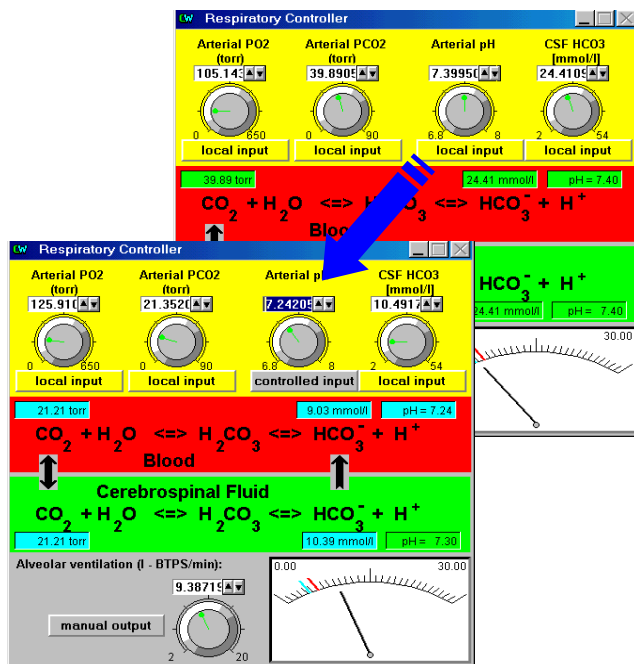 CW Respiratory Controller
Arterial PO2 (torr) Arterial PCO2 (torr) Arterial pH CSF HCO3 [mmol/l]
105.143 39.8905 7.3995 24.4109
0 650 0 90 6.8 8 2 54
local input local input local input local input
39.89 torr 24.41 mmol/l pH = 7.40
CO2 + H2O <=> <=> HCO3- + H+
HCO3- + H+
24.41 mmol/l pH = 7.40
30.00
CW Respiratory Controller
Arterial PO2 (torr) Arterial PCO2 (torr) Arterial CSF HCO3 [mmol/l]
125.910 21.3520 7.24205 10.4917
0 650 0 90 6.8 8 2 54
local input local input controlled input local input
21.21 torr 9.03 mmol/l pH = 7.24
CO2 + H2O <=> H2CO3 <=> HCO3- + H+
Blood
Cerebrospinal Fluid
CO2 + H2O <=> H2CO3 <=> HCO3- + H+
21.21 torr 10.39 mmol/l pH = 7.30
Alveolar ventilation (l - BTPS/min):
9.38719
manual output
2 20
0.00 30.00